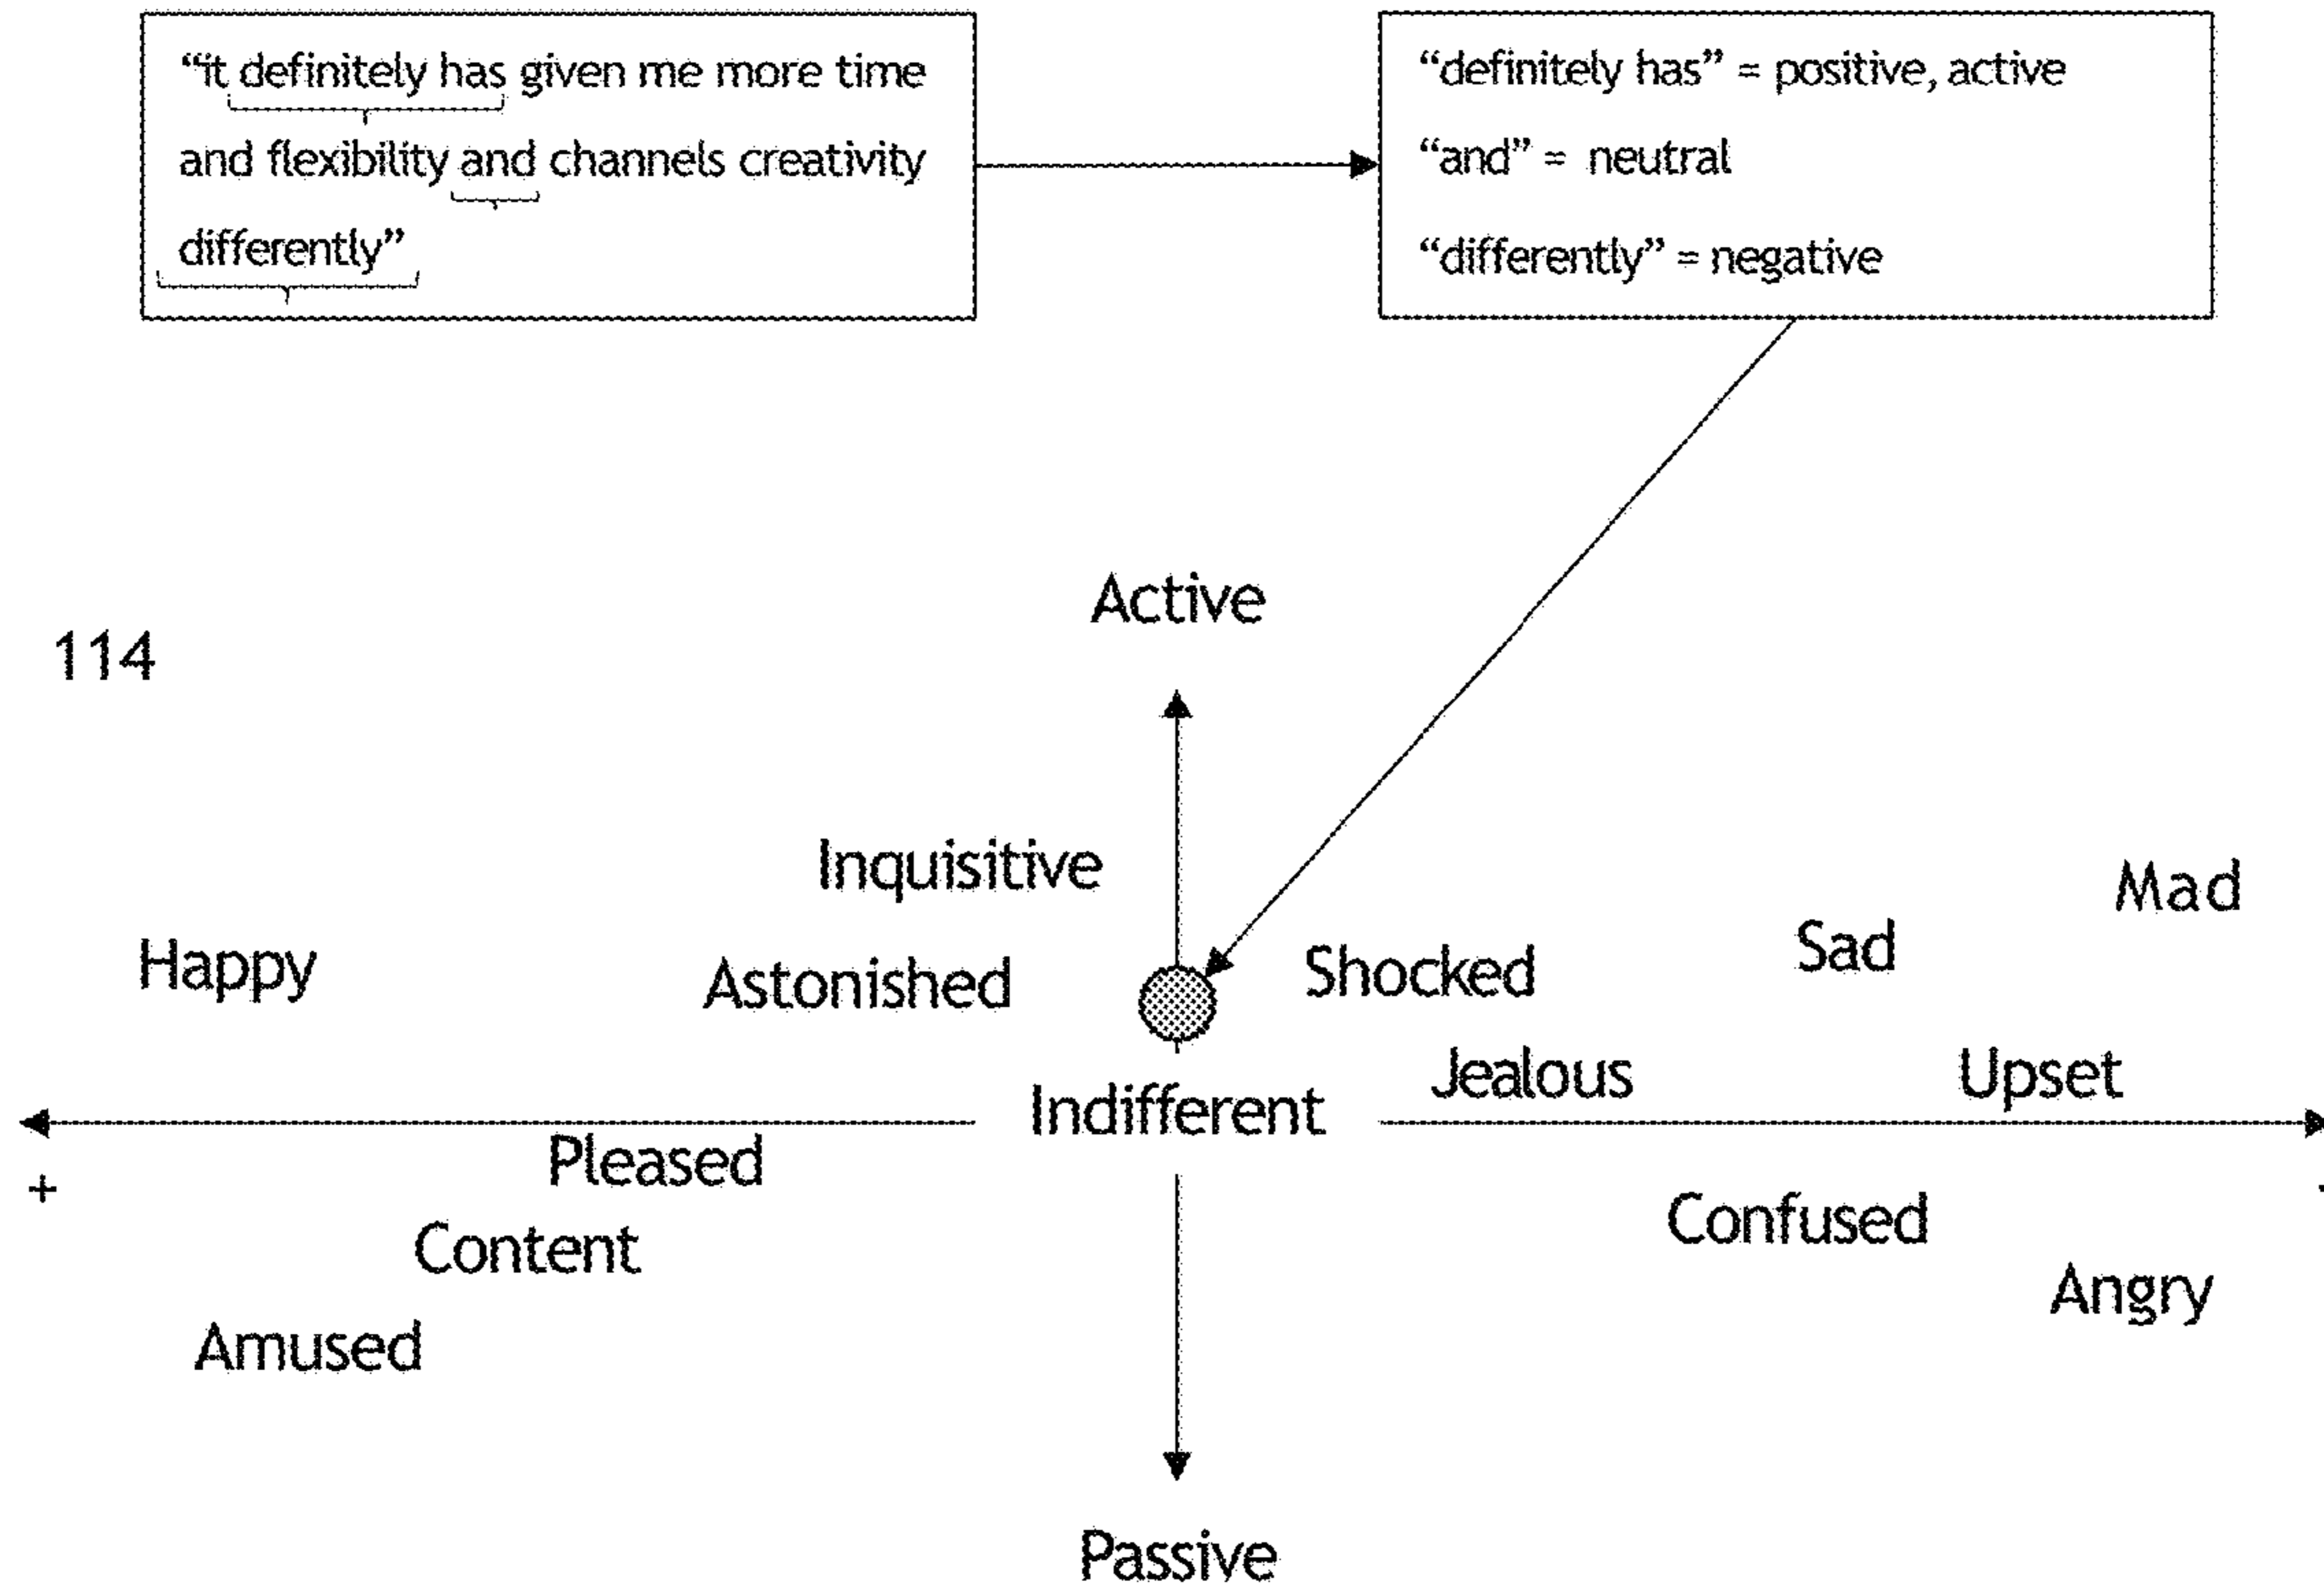 “it definitely has given me more time
and flexibility and channels creativity
differently”
“definitely has” = positive, active
“and” = neutral
“differently” = negative
Active
114
Inquisitive
Mad
Happy
Astonished
Shocked
Sad
Jealous
Upset
Indifferent
Pleased
+
-
Content
Confused
Angry
Amused
Passive